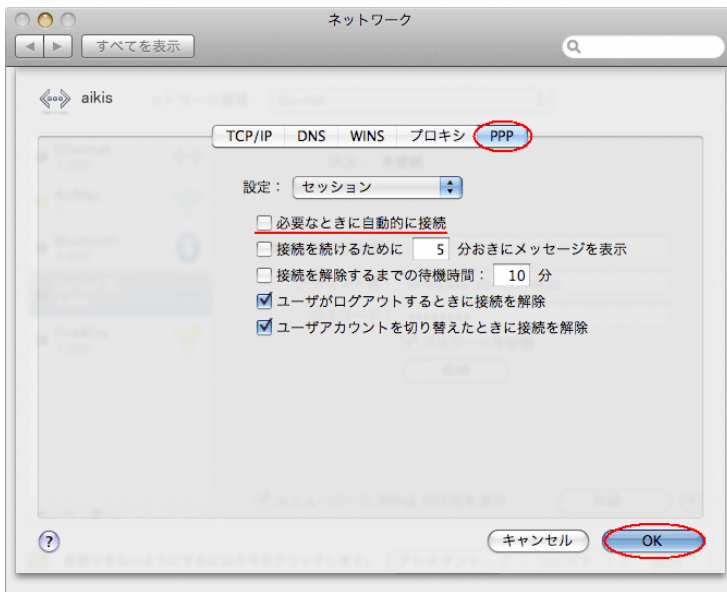 ネットワーク
すべてを表示
aikis
TCP/IP DNS WINS プロキシ PPP
設定： セッション
必要なときに自動的に接続
接続を続けるために 5 分おきにメッセージを表示
接続を解除するまでの待機時間： 10 分
ユーザがログアウトするときに接続を解除
ユーザアカウントを切り替えたときに接続を解除
? キャンセル OK